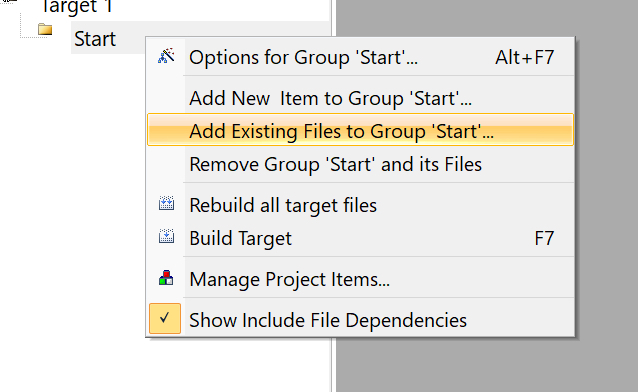 Target 1
Start
Options for Group 'Start'... Alt+F7
Add New  Item to Group 'Start'...
Add Existing Files to Group 'Start'...
Remove Group 'Start' and its Files
Rebuild all target files
Build Target F7
Manage Project Items...
Show Include File Dependencies